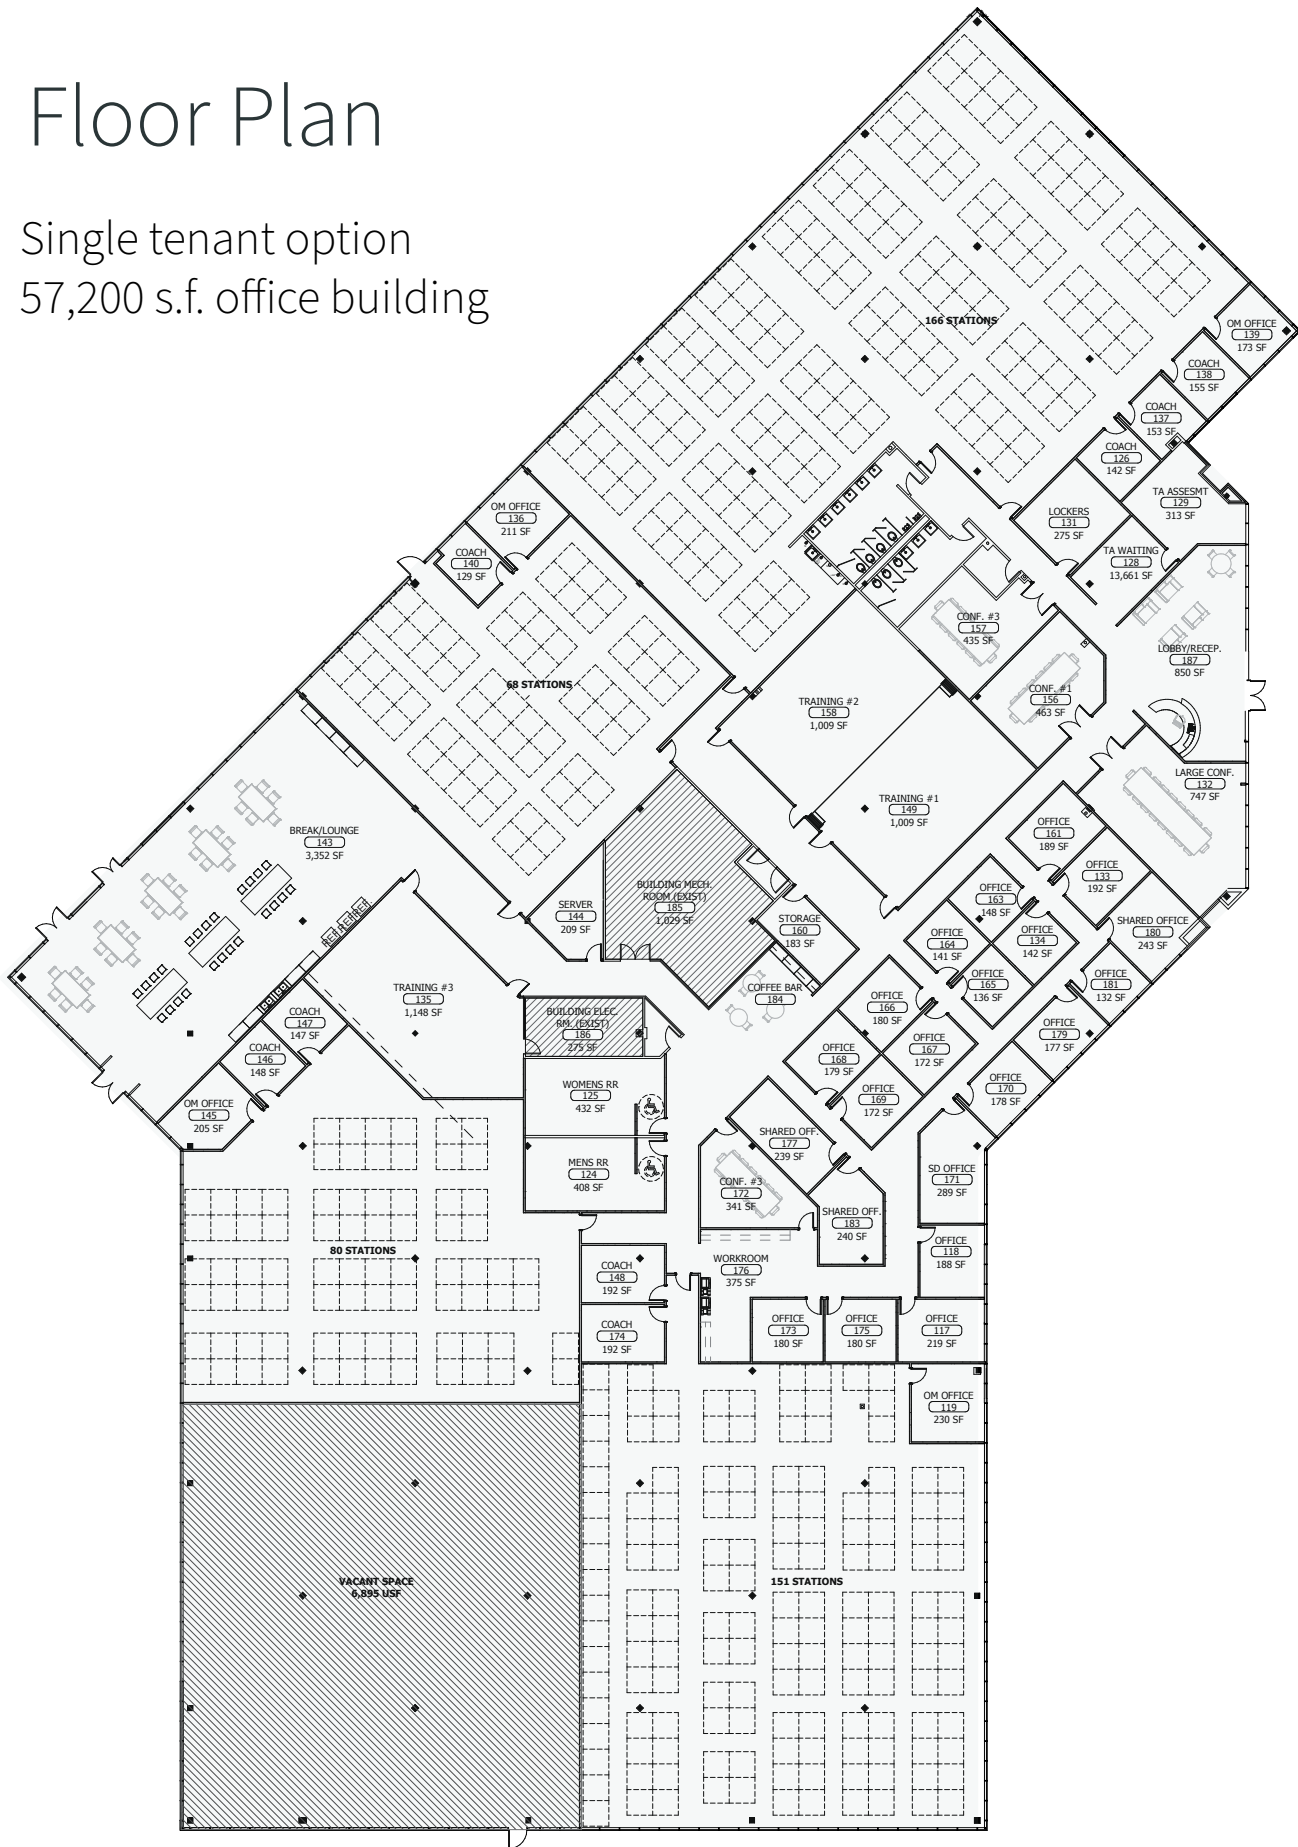 Floor Plan
Single tenant option
57,200 s.f. office building
166 STATIONS
OM OFFICE
139
173 SF
COACH
138
155 SF
COACH
137
153 SF
COACH
126
142 SF
TA ASSESMT
129
313 SF
LOCKERS
131
275 SF
TA WAITING
128
13,661 SF
OM OFFICE
136
211 SF
COACH
140
129 SF
CONF. #3
157
435 SF
LOBBY/RECEP.
187
850 SF
68 STATIONS
CONF. #1
156
463 SF
TRAINING #2
158
1,009 SF
LARGE CONF.
132
747 SF
TRAINING #1
149
1,009 SF
OFFICE
161
189 SF
BREAK/LOUNGE
143
3,352 SF
OFFICE
133
192 SF
BUILDING MECH.
ROOM (EXIST)
185
1,029 SF
OFFICE
163
148 SF
SERVER
144
209 SF
STORAGE
160
183 SF
SHARED OFFICE
180
243 SF
OFFICE
164
141 SF
OFFICE
134
142 SF
REF
REF
REF
OFFICE
165
136 SF
OFFICE
181
132 SF
TRAINING #3
135
1,148 SF
COFFEE BAR
184
OFFICE
166
180 SF
COACH
147
147 SF
BUILDING ELEC.
RM. (EXIST)
186
275 SF
OFFICE
179
177 SF
COACH
146
148 SF
OFFICE
168
179 SF
OFFICE
167
172 SF
OFFICE
170
178 SF
WOMENS RR
125
432 SF
OFFICE
169
172 SF
OM OFFICE
145
205 SF
SHARED OFF.
177
239 SF
MENS RR
124
408 SF
CONF. #3
172
341 SF
SD OFFICE
171
289 SF
SHARED OFF.
183
240 SF
80 STATIONS
OFFICE
118
188 SF
WORKROOM
176
375 SF
COACH
148
192 SF
COACH
174
192 SF
OFFICE
173
180 SF
OFFICE
175
180 SF
OFFICE
117
219 SF
OM OFFICE
119
230 SF
VACANT SPACE
6,895 USF
151 STATIONS